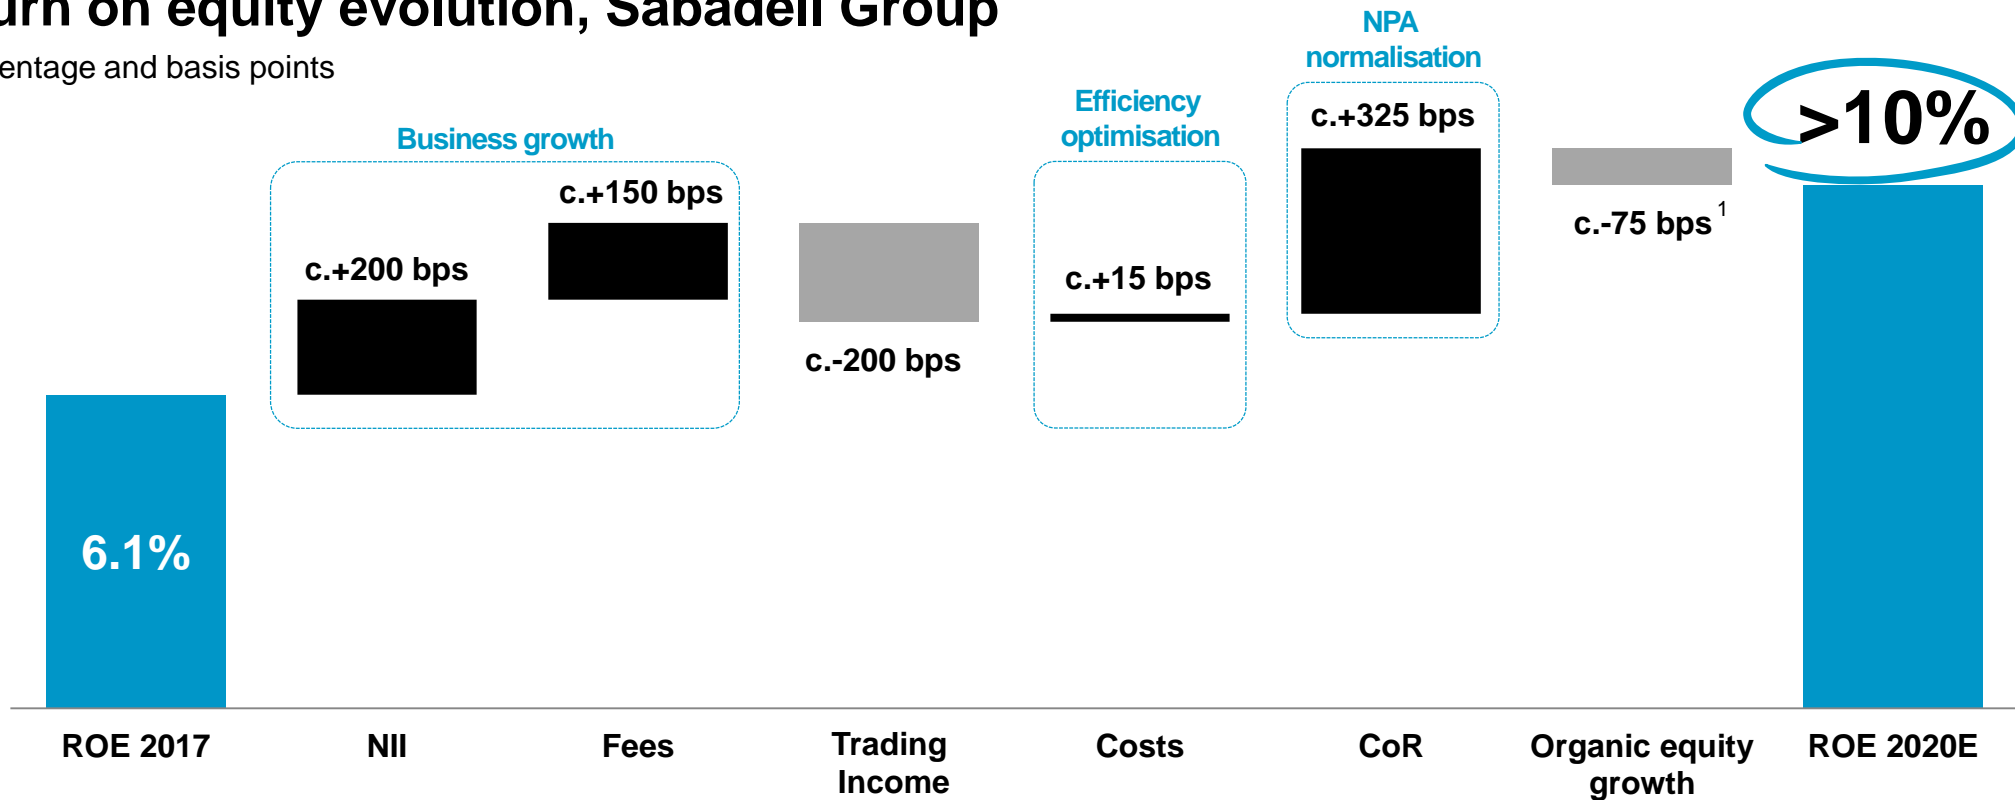 on equity evolution, Sabadell Group
and basis points
NPA
normalisation
Efficiency
optimisation
Business growth
c.+200 bps
c.+150 bps
c.-200 bps
c.+15 bps
c.+325 bps
c.-75 bps 1
>10%
6.1%
ROE 2017
NII
Fees
Trading
Income
Costs
CoR
Organic equity
growth
ROE 2020E